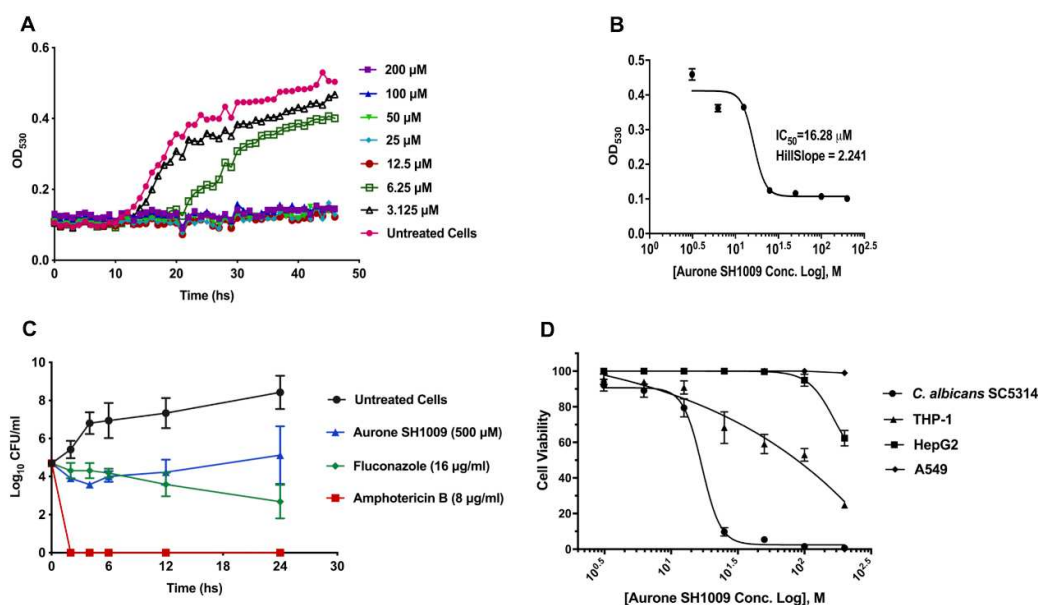 A
0.6
0.4
0.2
0.0
OD530
0 10 20 30 40 50
Time (hs)
200 µM
100 µM
50 µM
25 µM
12.5 µM
6.25 µM
3.125 µM
Untreated Cells
B
0.5
0.4
0.3
0.2
0.1
0.0
OD530
IC50=16.28 µM
HillSlope = 2.241
10^0 10^0.5 10^1 10^1.5 10^2 10^2.5
[Aurone SH1009 Conc. Log], M
C
10
8
6
4
2
0
Log10 CFU/ml
0 6 12 18 24 30
Time (hs)
Untreated Cells
Aurone SH1009 (500 µM)
Fluconazole (16 µg/ml)
Amphotericin B (8 µg/ml)
D
100
80
60
40
20
0
Cell Viability
10^0.5 10^1 10^1.5 10^2 10^2.5
[Aurone SH1009 Conc. Log], M
C. albicans SC5314
THP-1
HepG2
A549